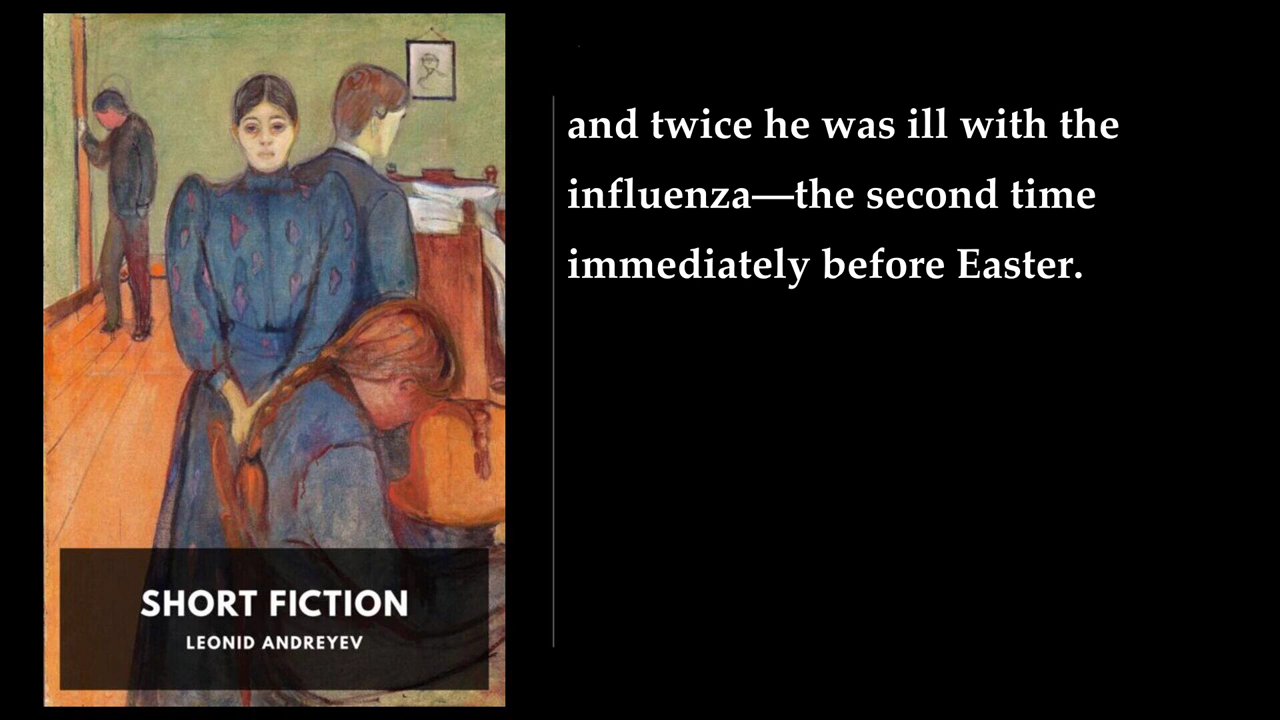 and twice he was ill with the
influenza—the second time
immediately before Easter.
SHORT FICTION
LEONID ANDREYEV